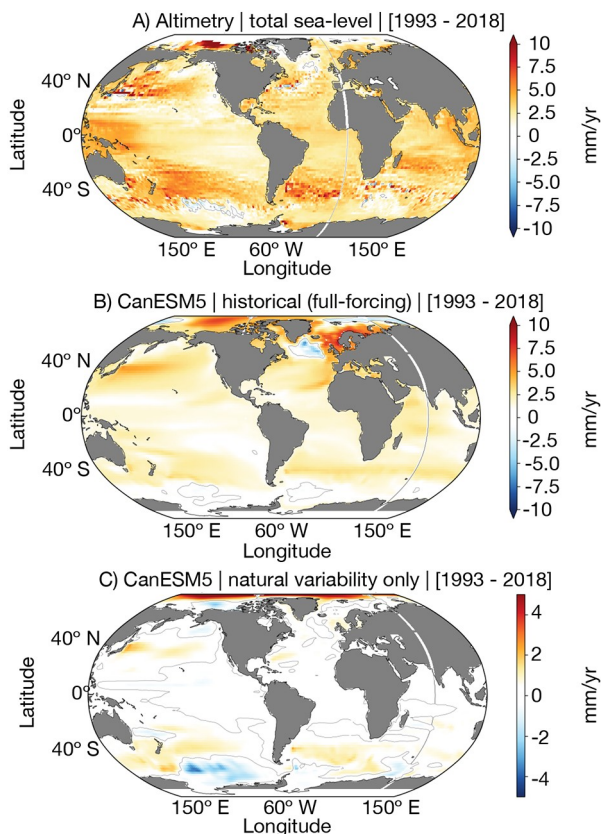 A) Altimetry | total sea-level | [1993 - 2018]
40° N
0°
40° S
Latitude
150° E 60° W 150° E
Longitude
10
7.5
5.0
2.5
0
-2.5
-5.0
-7.5
-10
mm/yr
B) CanESM5 | historical (full-forcing) | [1993 - 2018]
40° N
0°
40° S
Latitude
150° E 60° W 150° E
Longitude
10
7.5
5.0
2.5
0
-2.5
-5.0
-7.5
-10
mm/yr
C) CanESM5 | natural variability only | [1993 - 2018]
40° N
0°
40° S
Latitude
150° E 60° W 150° E
Longitude
4
2
0
-2
-4
mm/yr